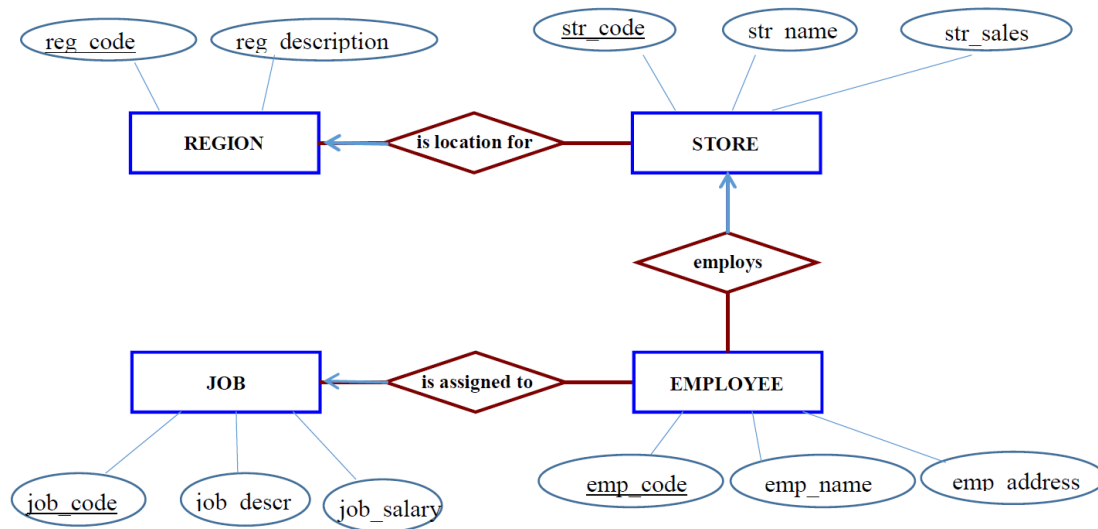 reg_code
reg_description
str_code
str_name
str_sales
REGION
is location for
STORE
employs
JOB
is assigned to
EMPLOYEE
job_code
job_descr
job_salary
emp_code
emp_name
emp_address